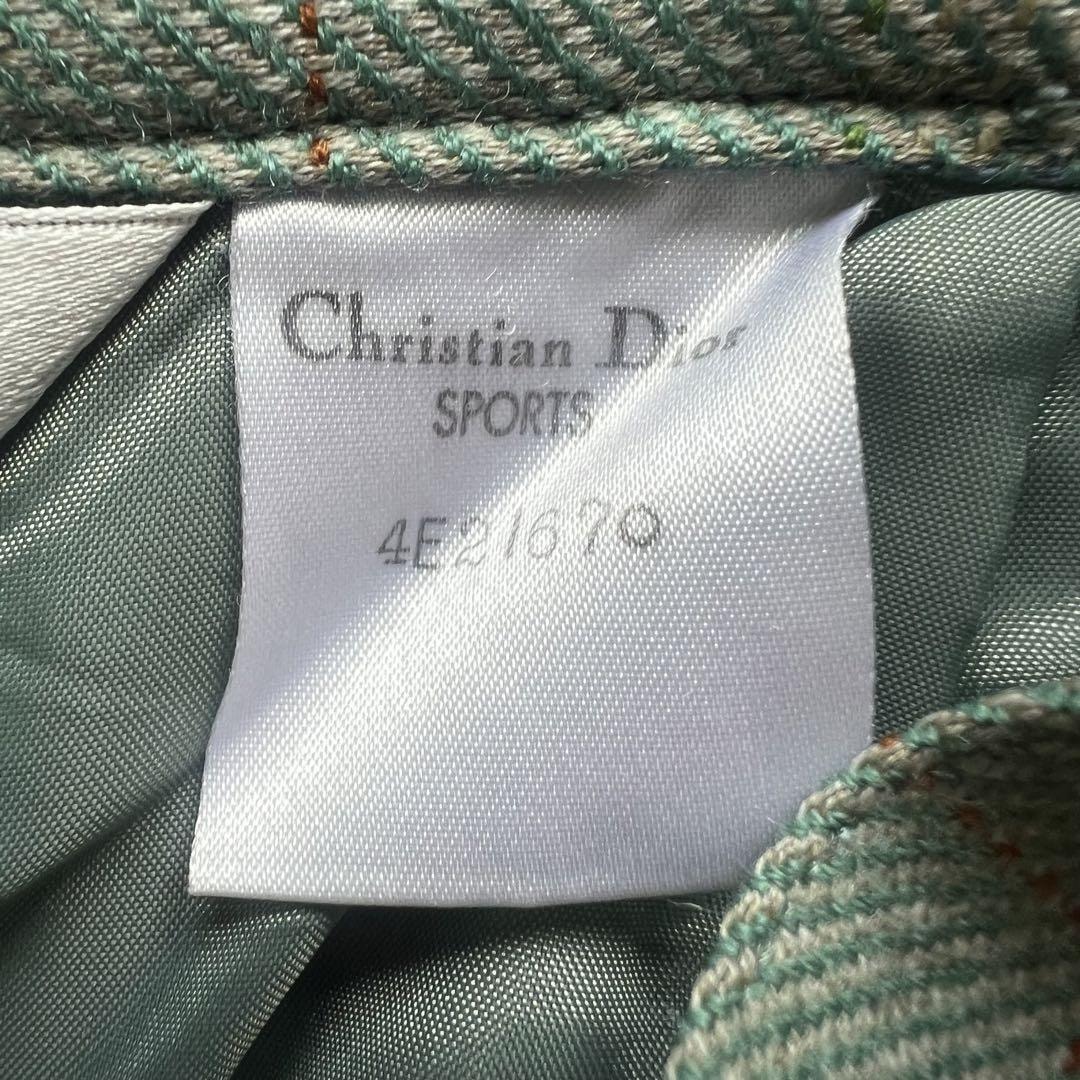 Christian Dior
SPORTS
4E21670